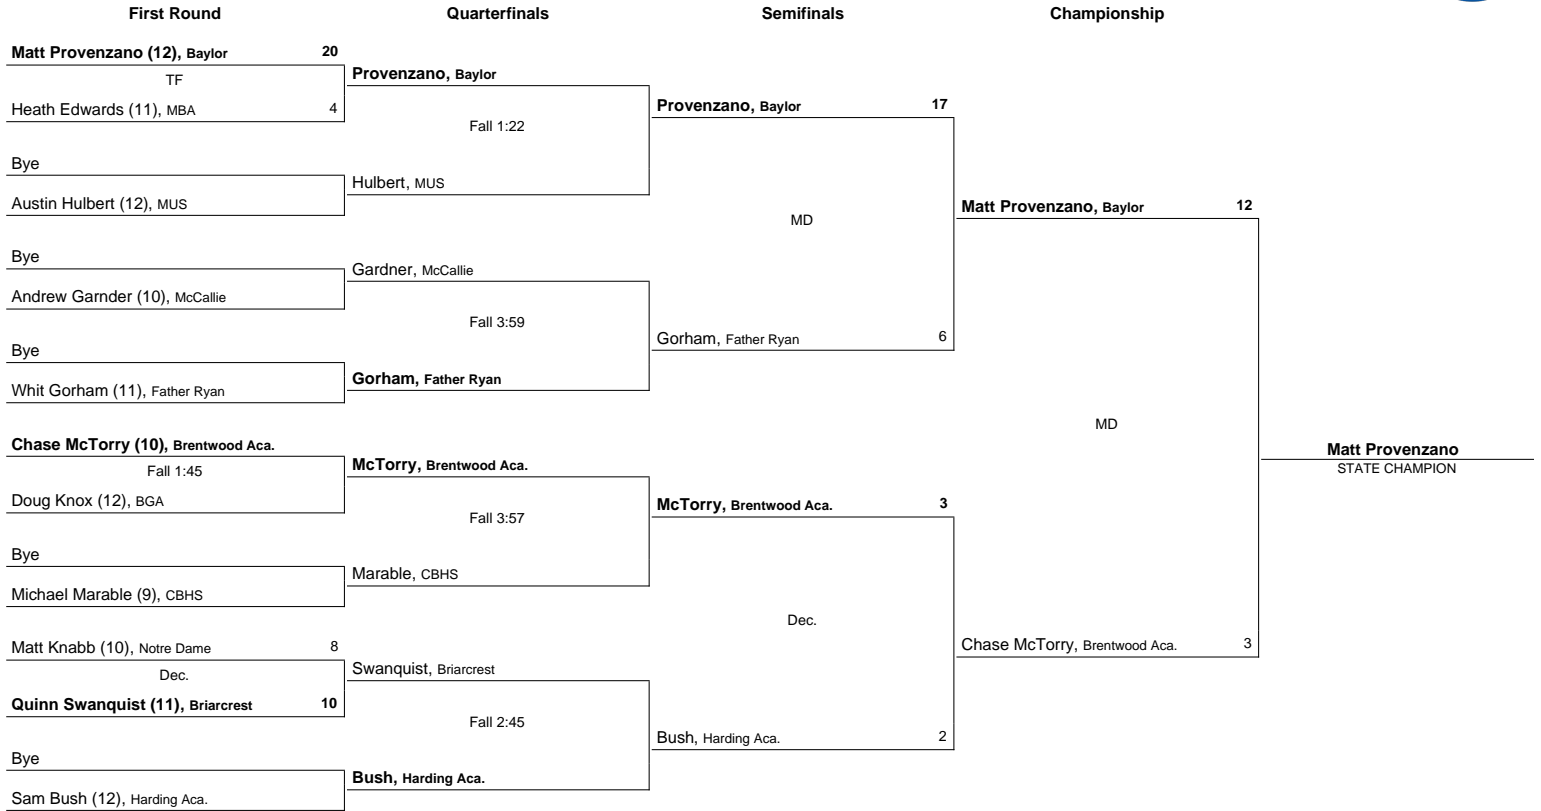 First Round
Quarterfinals
Semifinals
Championship
Matt Provenzano (12), Baylor 20
TF
Heath Edwards (11), MBA 4
Bye
Austin Hulbert (12), MUS
Bye
Andrew Garnder (10), McCallie
Bye
Whit Gorham (11), Father Ryan
Chase McTorry (10), Brentwood Aca.
Fall 1:45
Doug Knox (12), BGA
Bye
Michael Marable (9), CBHS
Matt Knabb (10), Notre Dame 8
Dec.
Quinn Swanquist (11), Briarcrest 10
Bye
Sam Bush (12), Harding Aca.
Provenzano, Baylor
Fall 1:22
Hulbert, MUS
Gardner, McCallie
Fall 3:59
Gorham, Father Ryan
McTorry, Brentwood Aca.
Fall 3:57
Marable, CBHS
Swanquist, Briarcrest
Fall 2:45
Bush, Harding Aca.
Provenzano, Baylor 17
MD
Gorham, Father Ryan 6
McTorry, Brentwood Aca. 3
Dec.
Bush, Harding Aca. 2
Matt Provenzano, Baylor 12
MD
Chase McTorry, Brentwood Aca. 3
Matt Provenzano
STATE CHAMPION